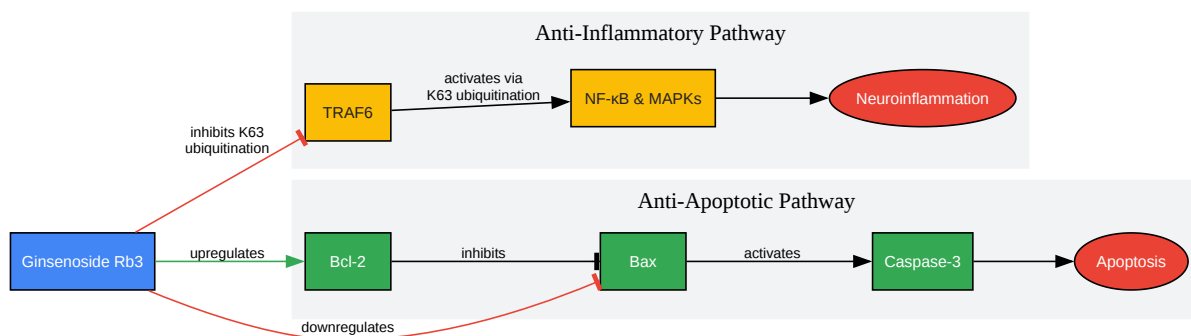 Anti-Inflammatory Pathway
TRAF6
activates via
K63 ubiquitination
NF-κB & MAPKs
Neuroinflammation
inhibits K63
ubiquitination
Anti-Apoptotic Pathway
Ginsenoside Rb3
upregulates
Bcl-2
inhibits
Bax
activates
Caspase-3
Apoptosis
downregulates